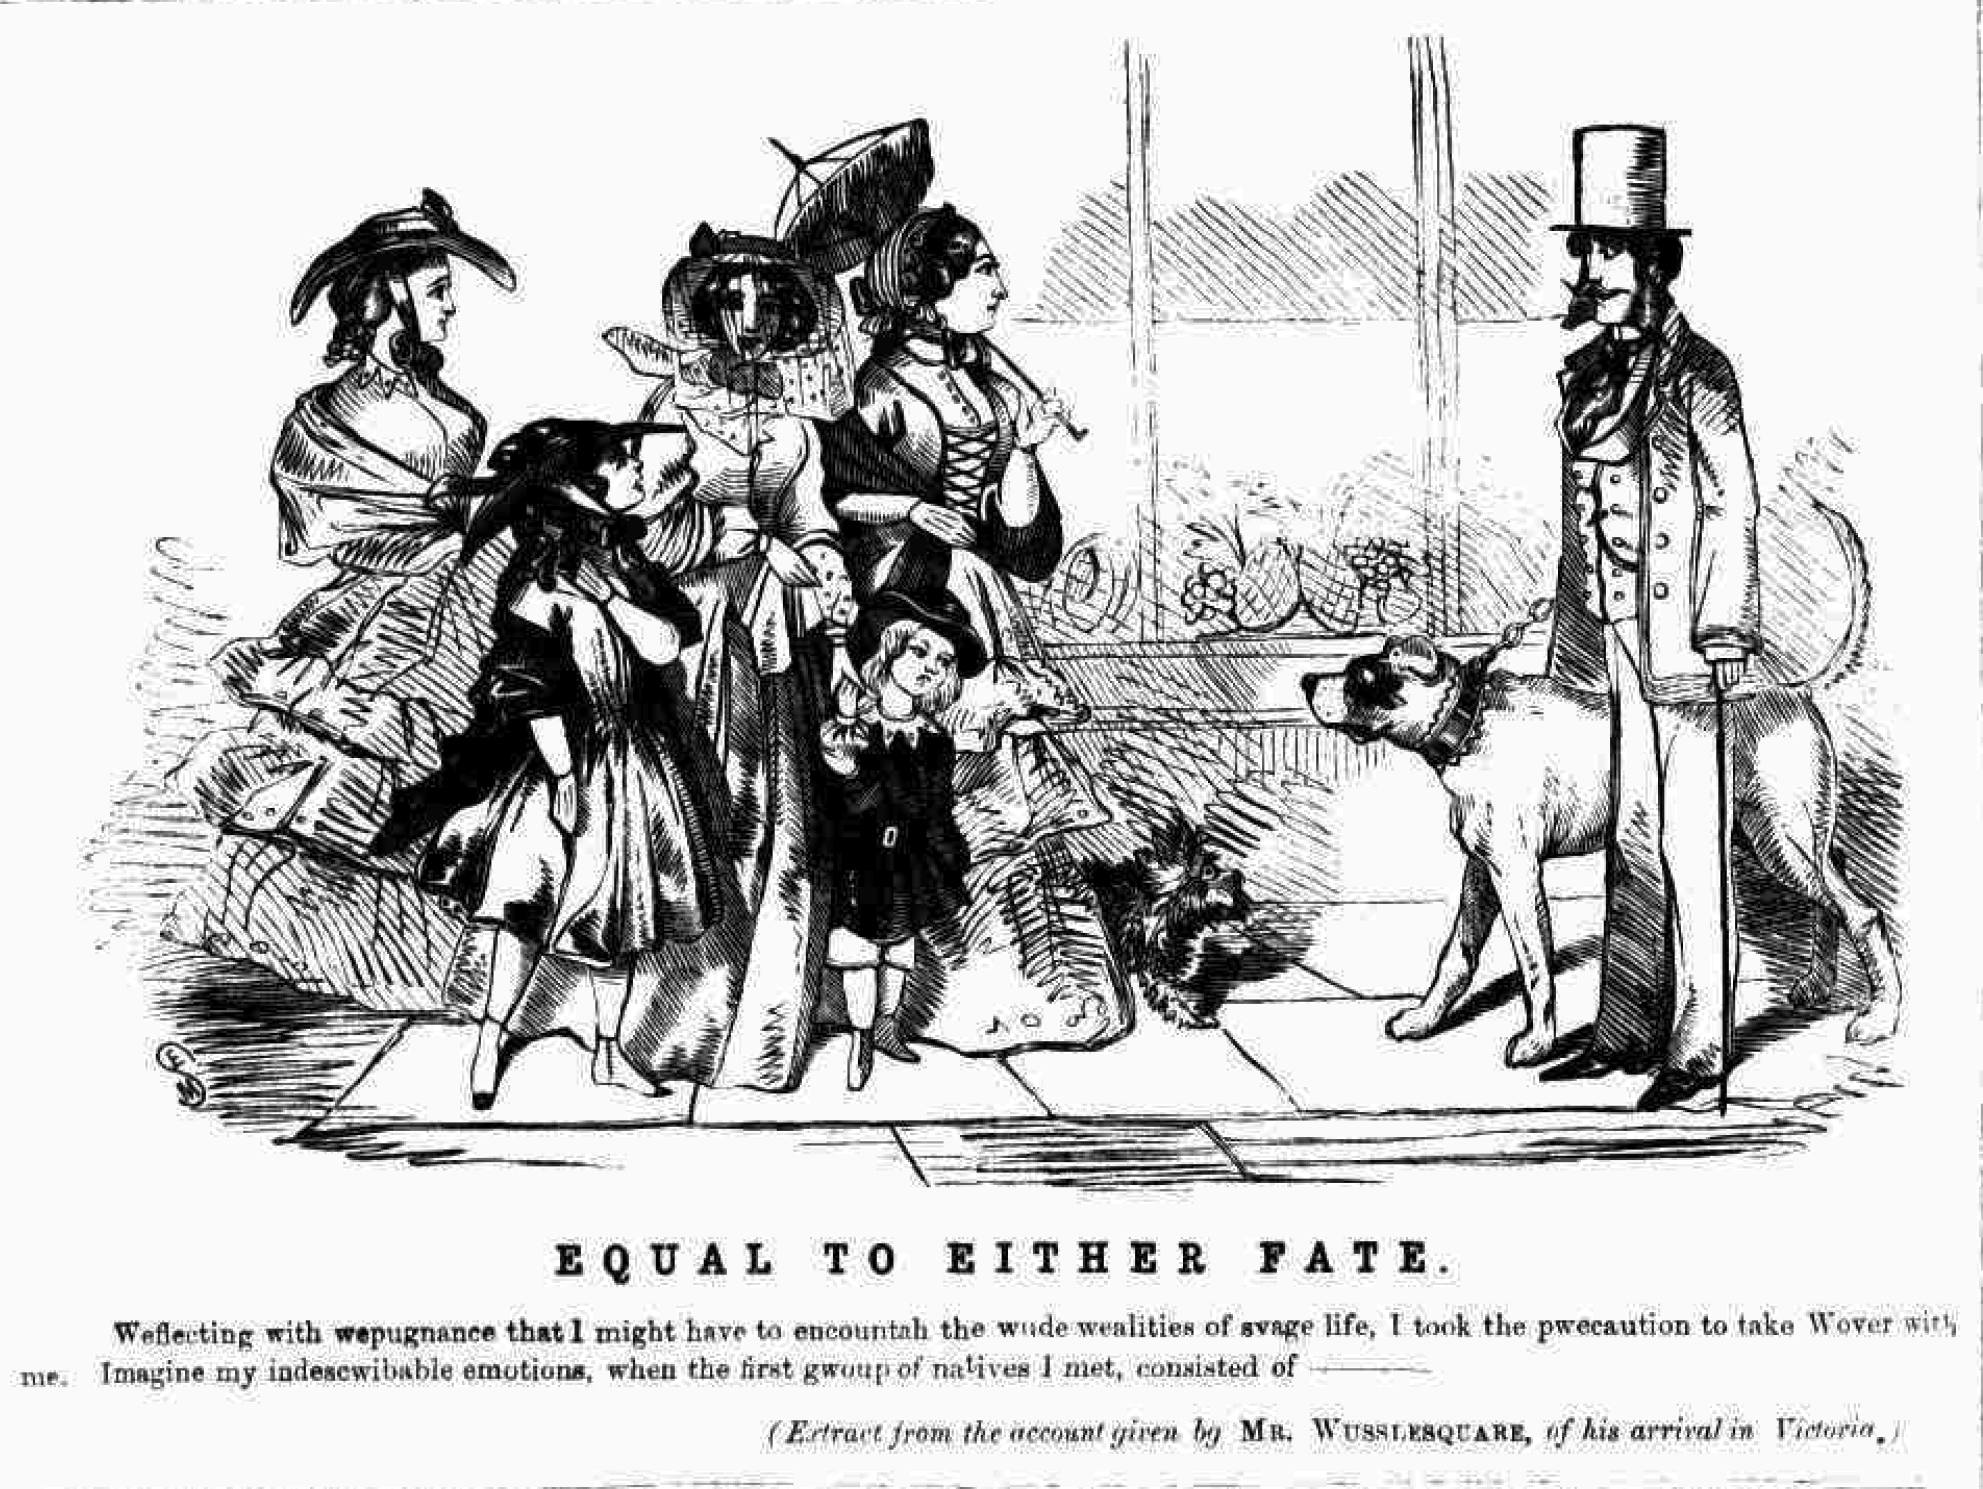 EQUAL TO EITHER FATE.
Weflecting with wepugnance that I might have to encountah the wude wealities of svage life, I took the pwecaution to take Wover with
me. Imagine my indescwibable emotions, when the first gwoup of natives I met, consisted of ———
(Extract from the account given by MR. WUSSLESQUARE, of his arrival in Victoria.)